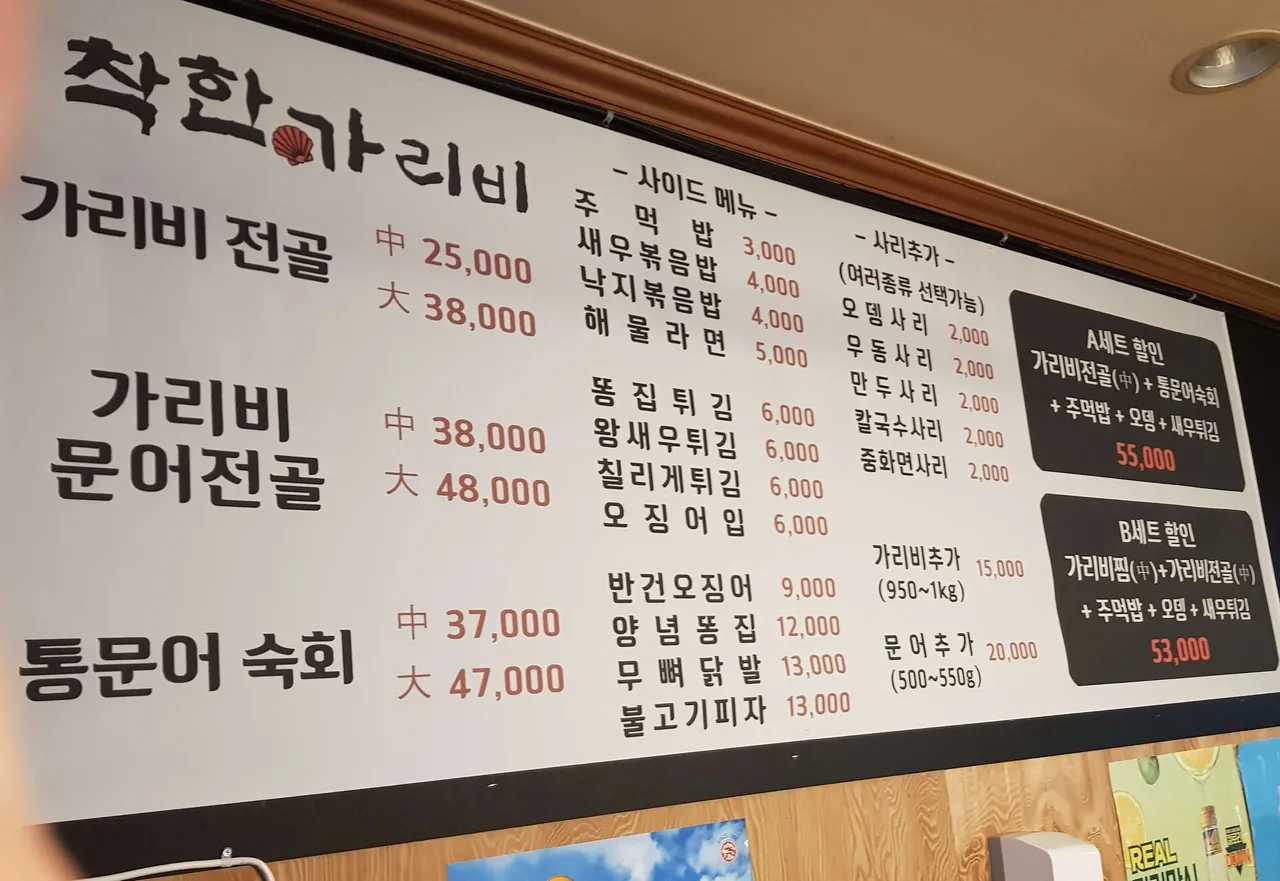 착한가리비
가리비 전골
中 25,000
大 38,000
가리비
문어전골
中 38,000
大 48,000
통문어 숙회
中 37,000
大 47,000
- 사이드 메뉴 -
주먹밥 3,000
새우볶음밥 4,000
낙지볶음밥 4,000
해물라면 5,000
똥집튀김 6,000
왕새우튀김 6,000
칠리게튀김 6,000
오징어입 6,000
반건오징어 9,000
양념똥집 12,000
무뼈닭발 13,000
불고기피자 13,000
- 사리추가 -
(여러종류 선택가능)
오뎅사리 2,000
우동사리 2,000
만두사리 2,000
칼국수사리 2,000
중화면사리 2,000
가리비추가 15,000
(950~1kg)
문어추가 20,000
(500~550g)
A세트 할인
가리비전골(中) + 통문어숙회
+ 주먹밥 + 오뎅 + 새우튀김
55,000
B세트 할인
가리비찜(中)+가리비전골(中)
+ 주먹밥 + 오뎅 + 새우튀김
53,000
REAL